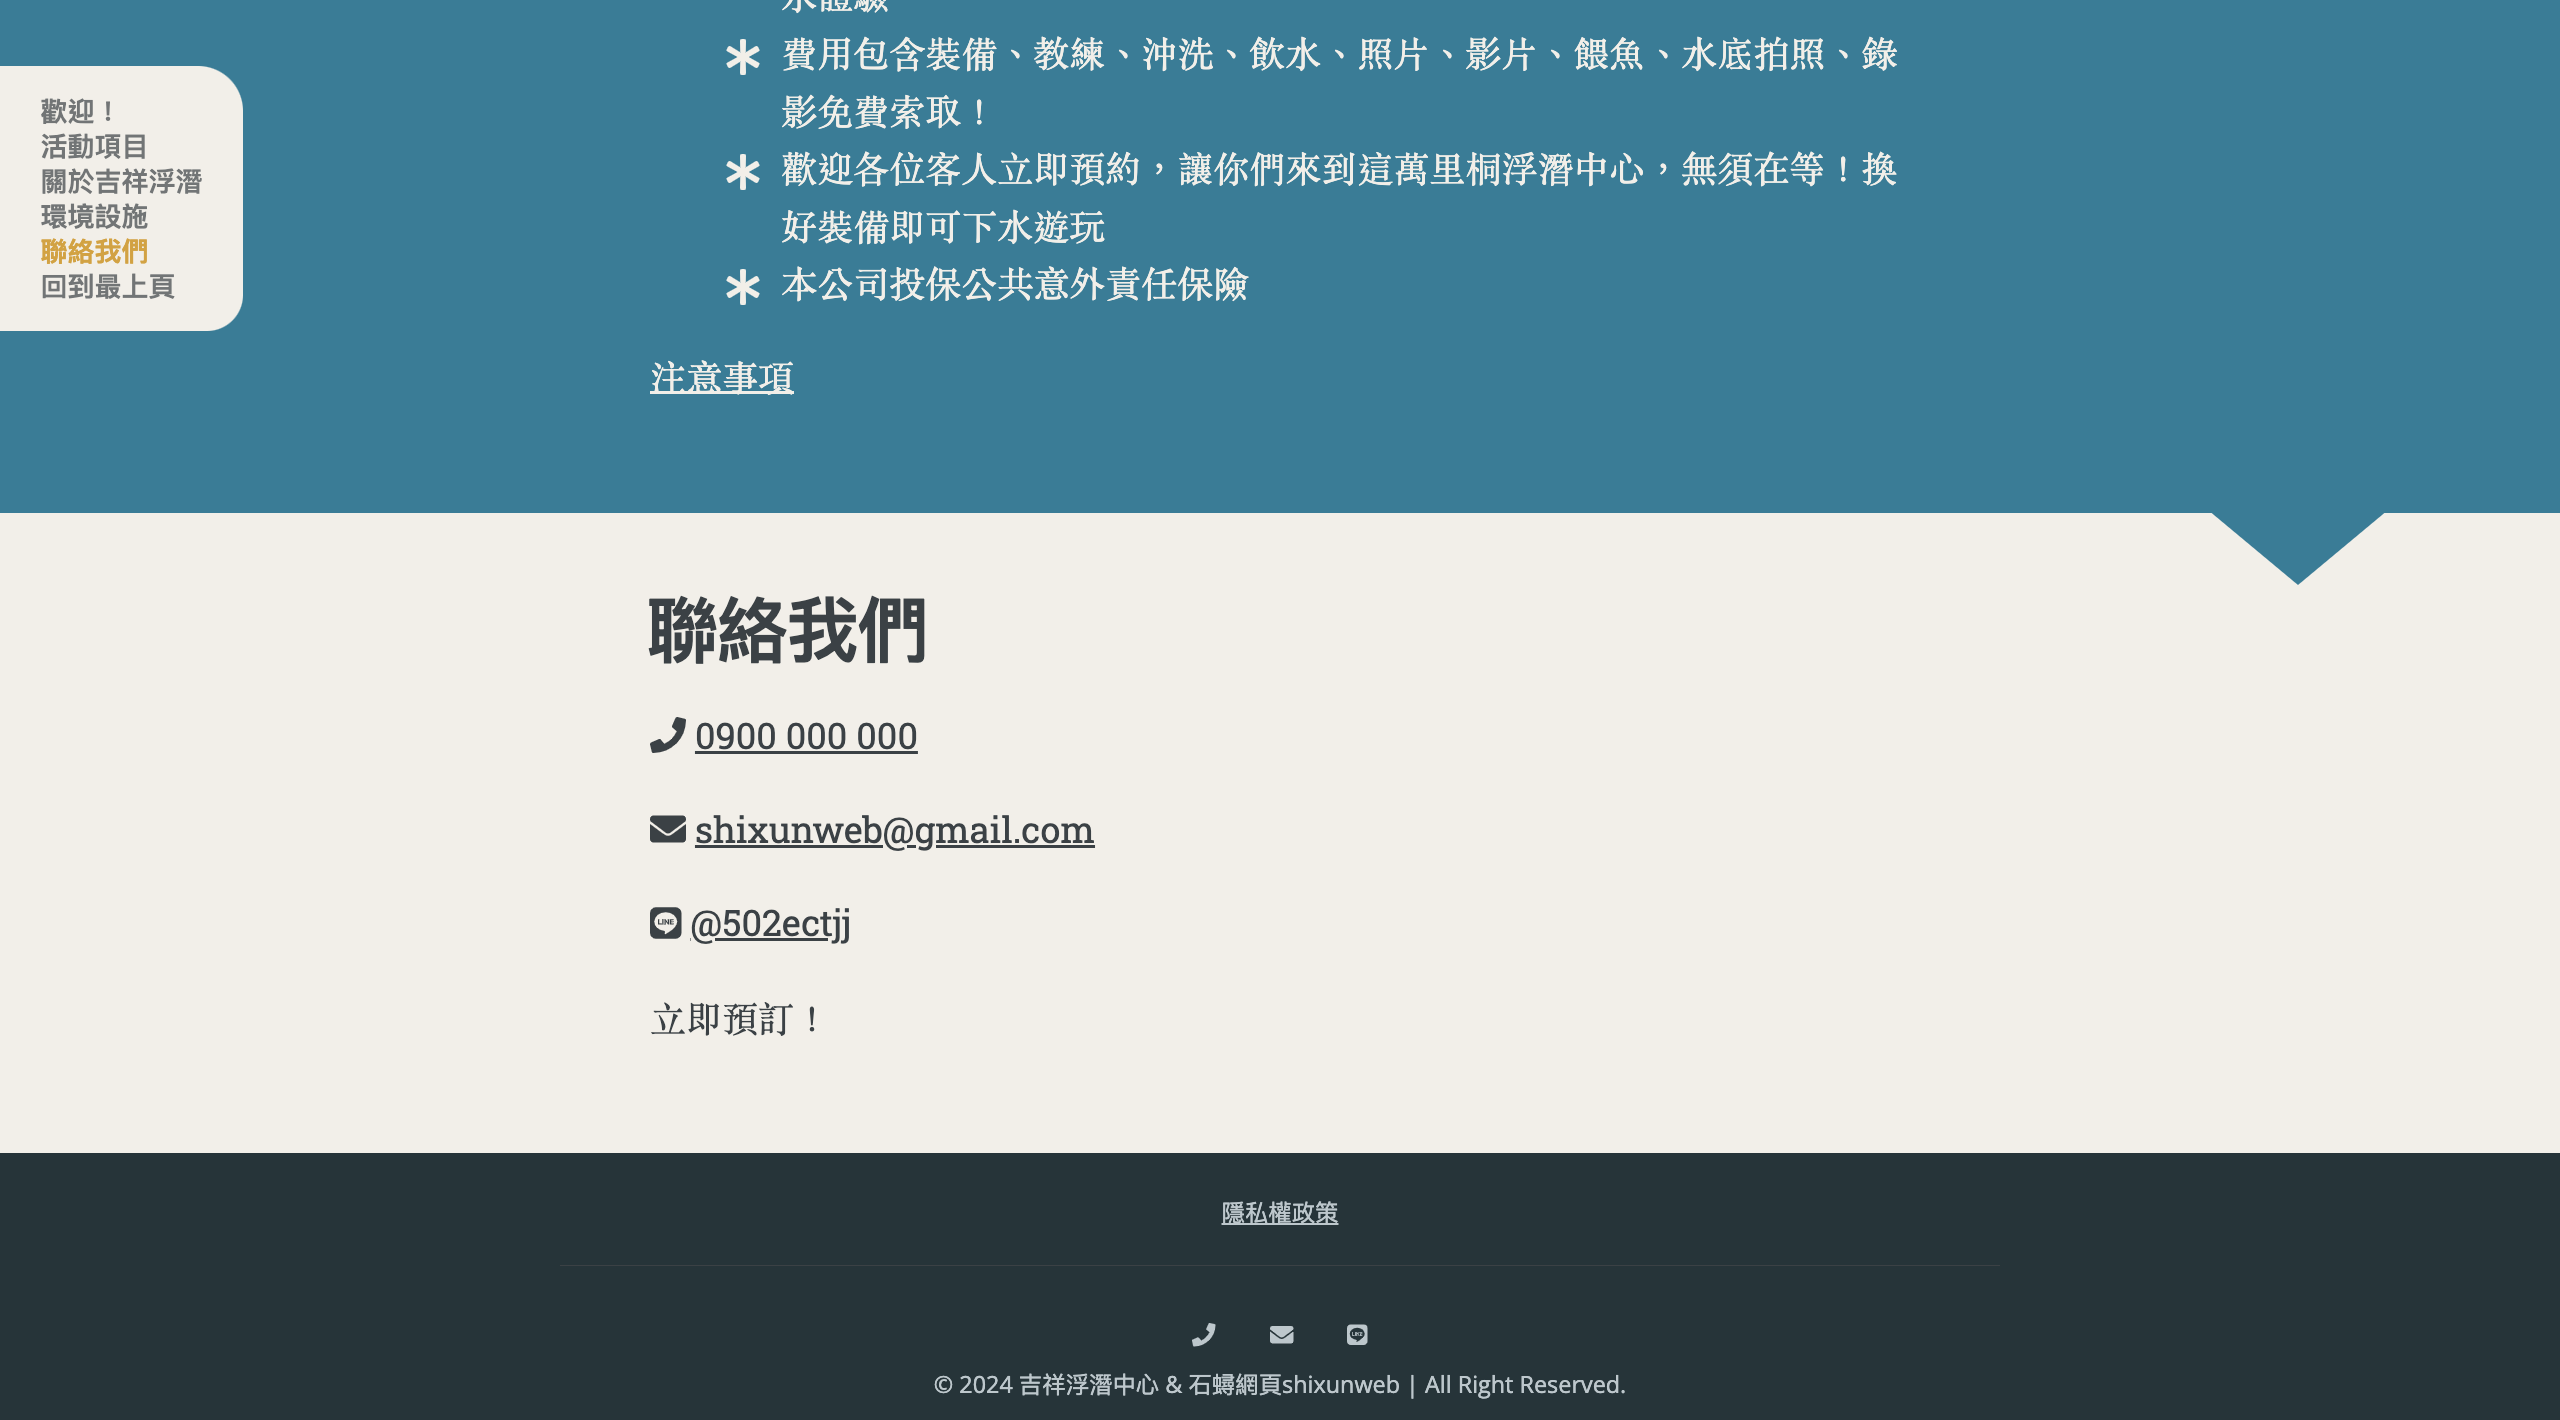 水體驗
費用包含裝備、教練、沖洗、飲水、照片、影片、餵魚、水底拍照、錄
影免費索取！
歡迎各位客人立即預約，讓你們來到這萬里桐浮潛中心，無須在等！換
好裝備即可下水遊玩
本公司投保公共意外責任保險
注意事項
歡迎！
活動項目
關於吉祥浮潛
環境設施
聯絡我們
回到最上頁
聯絡我們
0900 000 000
shixunweb@gmail.com
LINE @502ectjj
立即預訂！
隱私權政策
© 2024 吉祥浮潛中心 & 石蟳網頁shixunweb | All Right Reserved.